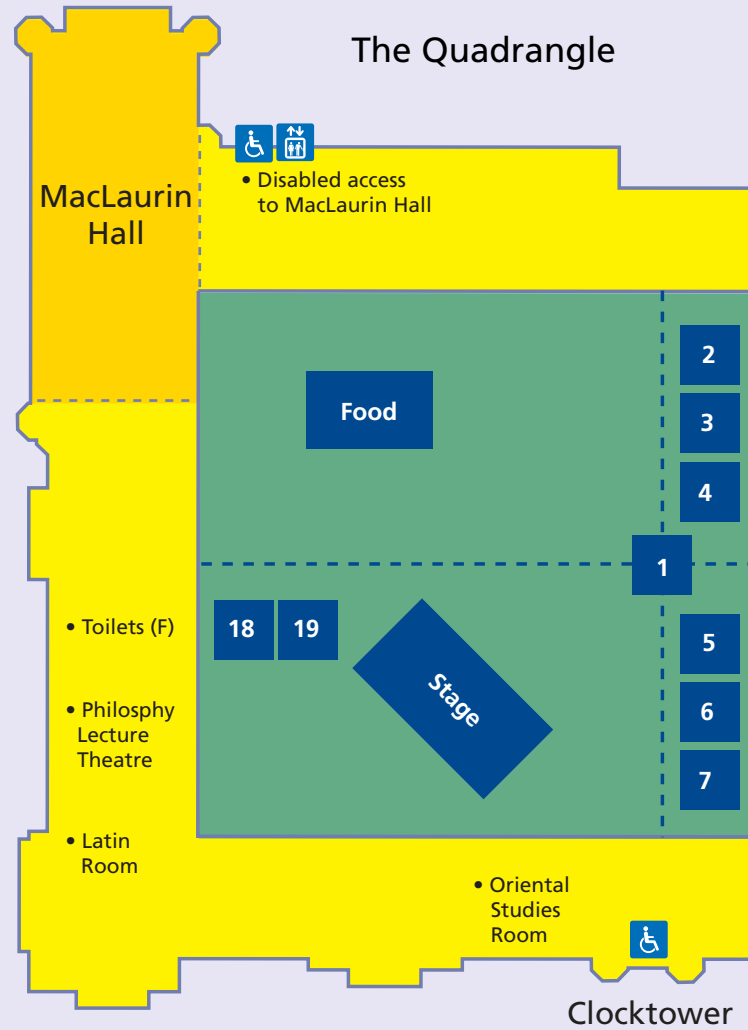 The Quadrangle
• Disabled access
to MacLaurin Hall
MacLaurin
Hall
2
Food
3
4
1
• Toilets (F)
18
19
5
Stage
• Philosphy
Lecture
Theatre
6
7
• Latin
Room
• Oriental
Studies
Room
Clocktower